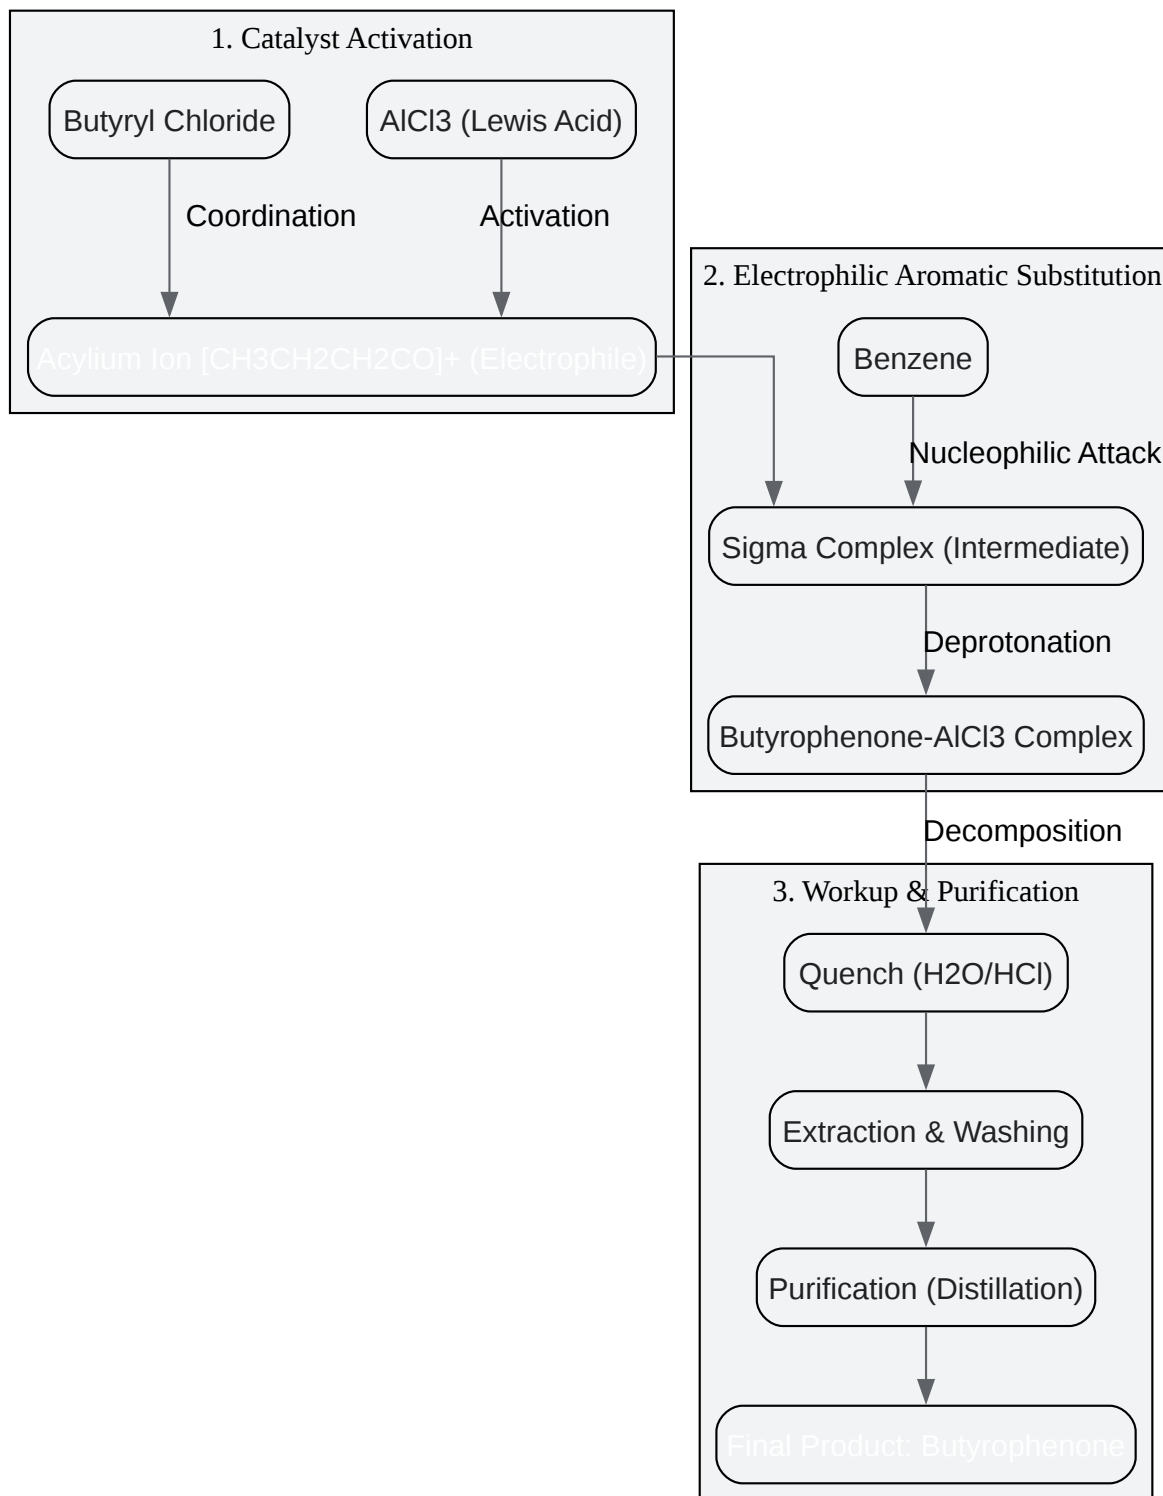 1. Catalyst Activation
Butyryl Chloride
AlCl3 (Lewis Acid)
Coordination
Activation
Acylium Ion [CH3CH2CH2CO]+ (Electrophile)
2. Electrophilic Aromatic Substitution
Benzene
Nucleophilic Attack
Sigma Complex (Intermediate)
Deprotonation
Butyrophenone-AlCl3 Complex
Decomposition
3. Workup & Purification
Quench (H2O/HCl)
Extraction & Washing
Purification (Distillation)
Final Product: Butyrophenone